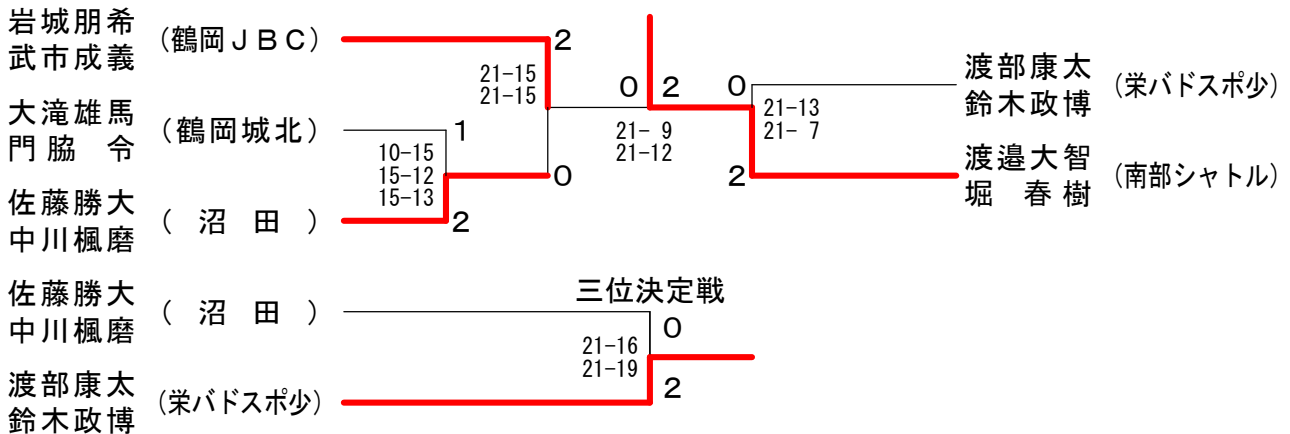 岩城朋希
武市成義
(鶴岡ＪＢＣ)
2
21-15
21-15
大滝雄馬
門脇 令
(鶴岡城北)
1
10-15
15-12
15-13
0
佐藤勝大
中川楓磨
( 沼 田 )
2
0 2
21- 9
21-12
0
21-13
21- 7
2
渡部康太
鈴木政博
(栄バドスポ少)
渡邉大智
堀 春樹
(南部シャトル)
三位決定戦
佐藤勝大
中川楓磨
( 沼 田 )
0
21-16
21-19
2
渡部康太
鈴木政博
(栄バドスポ少)